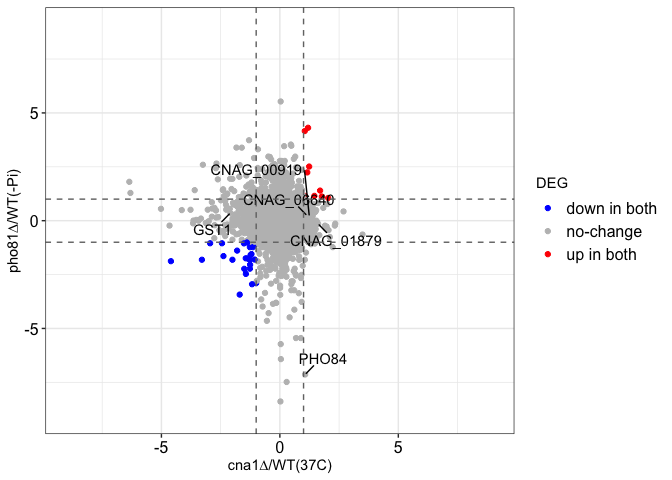 5
0
-5
pho81Δ/WT(-Pi)
CNAG_00919
CNAG_06840
GST1
CNAG_01879
PHO84
-5
0
5
cna1Δ/WT(37C)
DEG
down in both
no-change
up in both